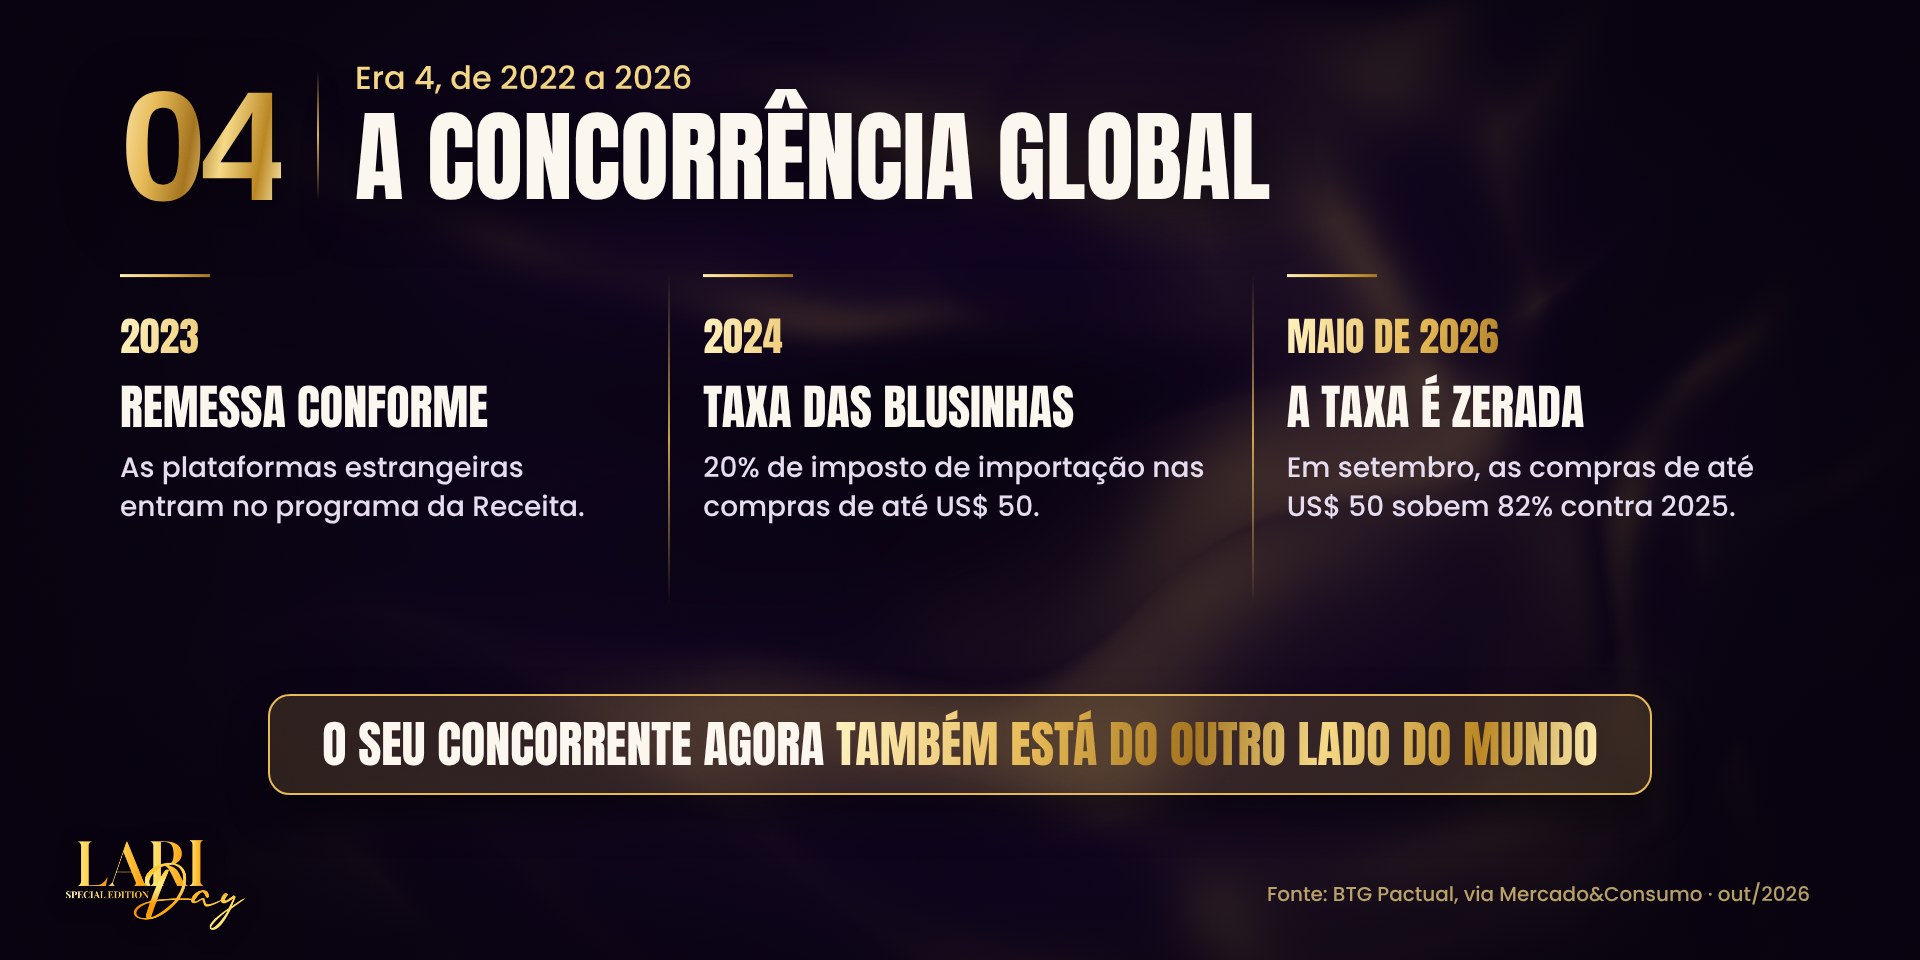 04
Era 4, de 2022 a 2026
A CONCORRÊNCIA GLOBAL
2023
REMESSA CONFORME
As plataformas estrangeiras
entram no programa da Receita.
2024
TAXA DAS BLUSINHAS
20% de imposto de importação nas
compras de até US$ 50.
MAIO DE 2026
A TAXA É ZERADA
Em setembro, as compras de até
US$ 50 sobem 82% contra 2025.
O SEU CONCORRENTE AGORA TAMBÉM ESTÁ DO OUTRO LADO DO MUNDO
LABI
SPECIAL EDITION
Day
Fonte: BTG Pactual, via Mercado&Consumo · out/2026